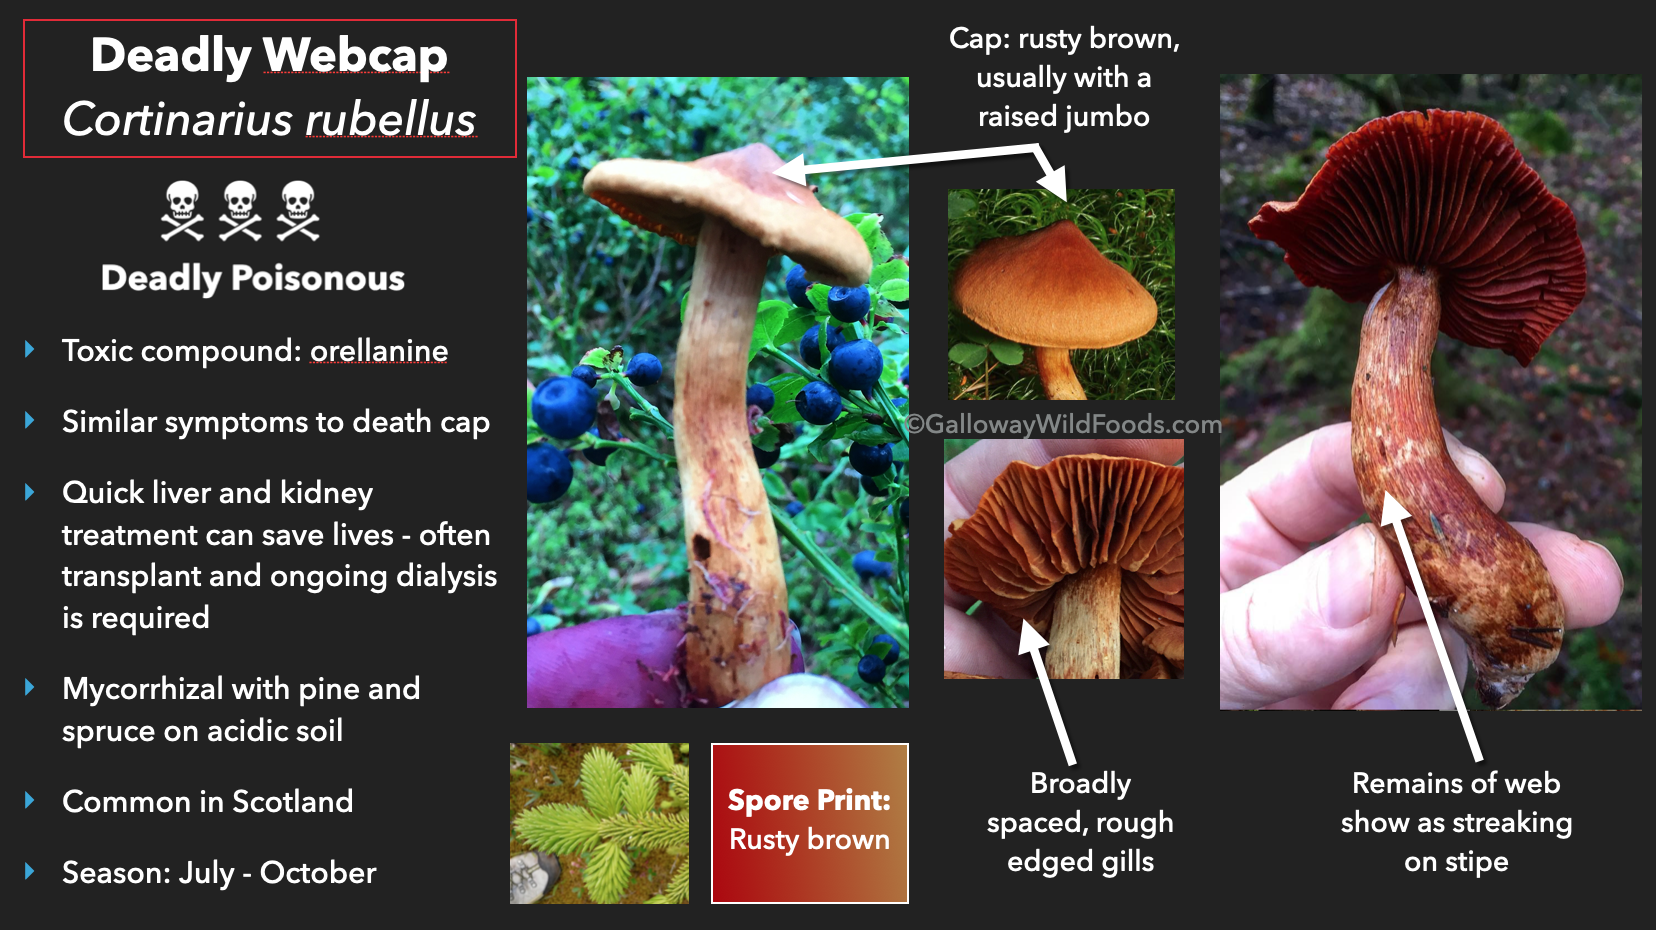 Deadly Webcap
Cortinarius rubellus
Deadly Poisonous
Toxic compound: orellanine
Similar symptoms to death cap
Quick liver and kidney
treatment can save lives - often
transplant and ongoing dialysis
is required
Mycorrhizal with pine and
spruce on acidic soil
Common in Scotland
Season: July - October
Cap: rusty brown,
usually with a
raised jumbo
©GallowayWildFoods.com
Spore Print:
Rusty brown
Broadly
spaced, rough
edged gills
Remains of web
show as streaking
on stipe